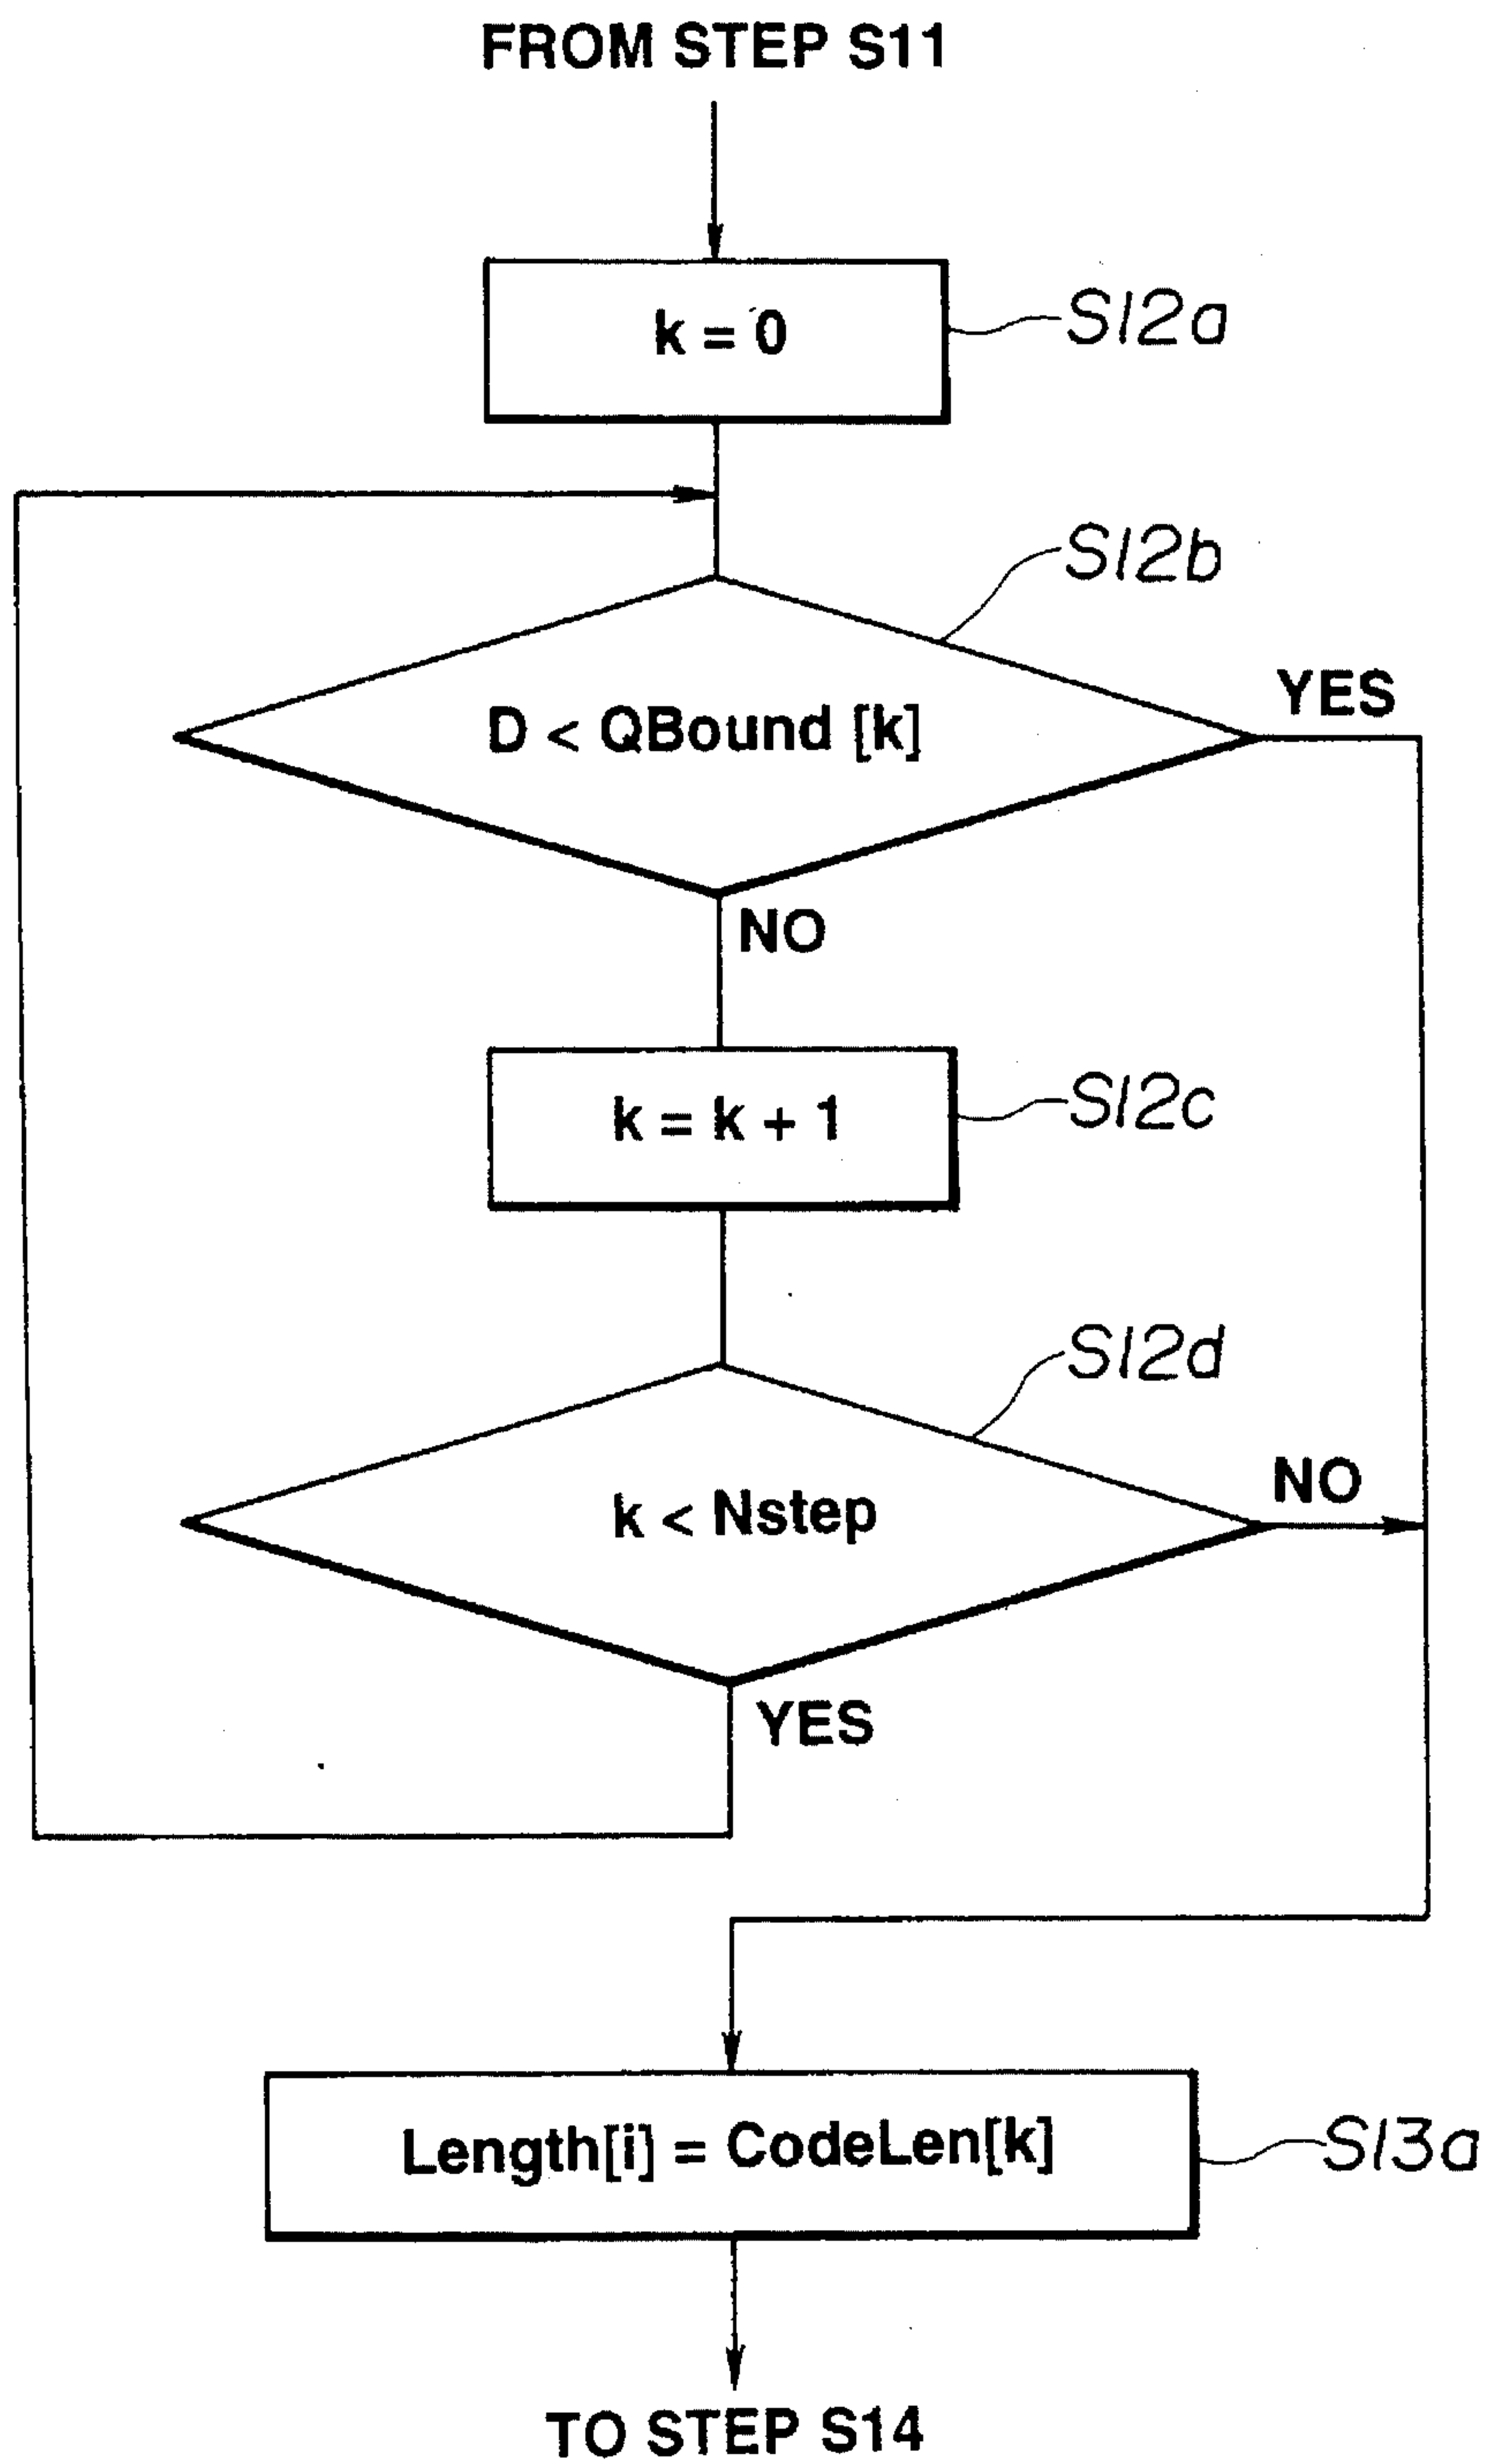 FROM STEP S11
k = 0
S12a
S12b
YES
D < QBound [k]
NO
k = k + 1
S12c
S12d
NO
k < Nstep
YES
Length[i] = CodeLen[k]
S13a
TO STEP S14